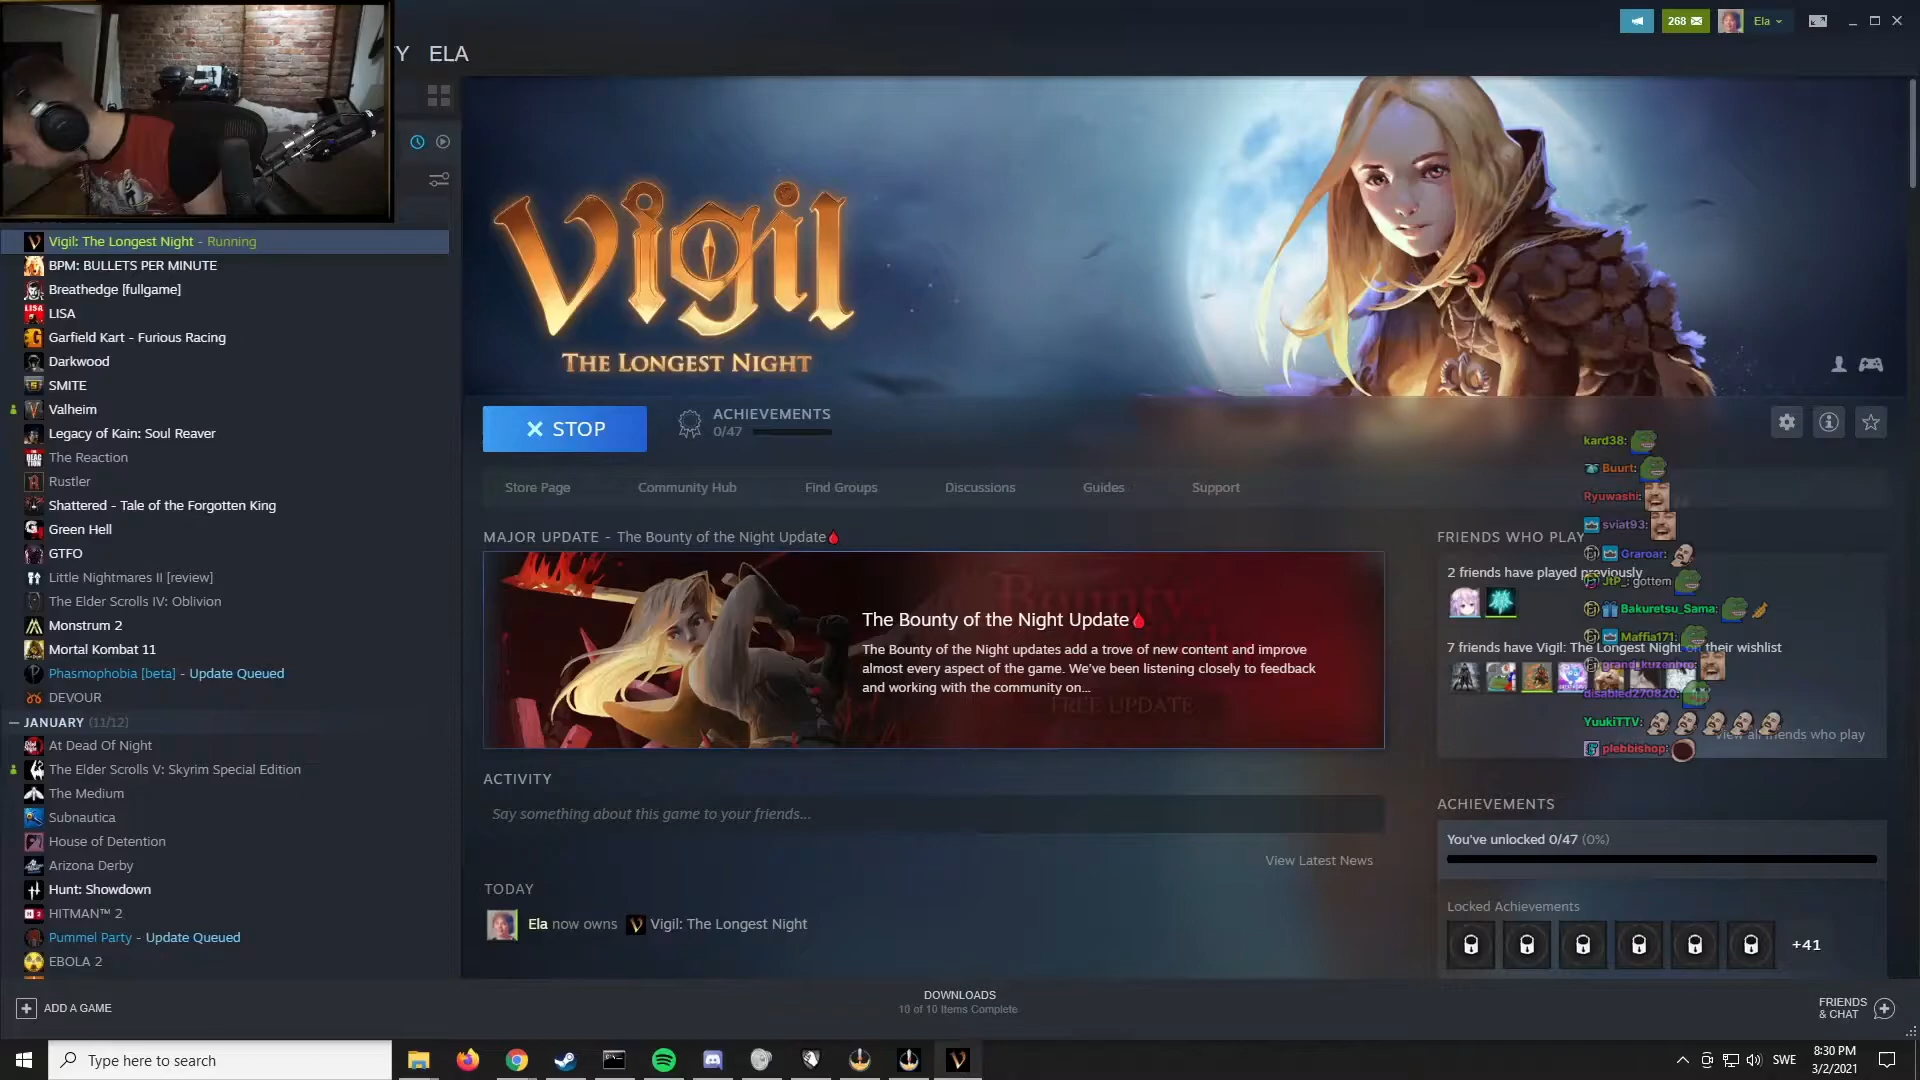 268
Ela
Y ELA
Vigil: The Longest Night - Running
BPM: BULLETS PER MINUTE
Breathedge [fullgame]
LISA
Garfield Kart - Furious Racing
Darkwood
SMITE
Valheim
Legacy of Kain: Soul Reaver
The Reaction
Rustler
Shattered - Tale of the Forgotten King
Green Hell
GTFO
Little Nightmares II [review]
The Elder Scrolls IV: Oblivion
Monstrum 2
Mortal Kombat 11
Phasmophobia [beta] - Update Queued
DEVOUR
JANUARY (11/12)
At Dead Of Night
The Elder Scrolls V: Skyrim Special Edition
The Medium
Subnautica
House of Detention
Arizona Derby
Hunt: Showdown
HITMAN™ 2
Pummel Party - Update Queued
EBOLA 2
ADD A GAME
Vigil
THE LONGEST NIGHT
STOP
ACHIEVEMENTS
0/47
Store Page
Community Hub
Find Groups
Discussions
Guides
Support
MAJOR UPDATE - The Bounty of the Night Update
Bounty
The Bounty of the Night Update
The Bounty of the Night updates add a trove of new content and improve
almost every aspect of the game. We've been listening closely to feedback
and working with the community on...
FREE UPDATE
ACTIVITY
Say something about this game to your friends...
View Latest News
TODAY
Ela now owns Vigil: The Longest Night
FRIENDS WHO PLAY
2 friends have played previously
7 friends have Vigil: The Longest Night on their wishlist
View all friends who play
kard38:
Buurt:
Ryuwashi:
sviat93:
Graroar:
JtP_: gottem
Bakuretsu_Sama:
Maffia171:
grand_kuzenbro:
disabled270820:
YuukiTTV:
plebbishop:
ACHIEVEMENTS
You've unlocked 0/47 (0%)
Locked Achievements
+41
DOWNLOADS
10 of 10 Items Complete
FRIENDS
& CHAT
Type here to search
SWE
8:30 PM
3/2/2021